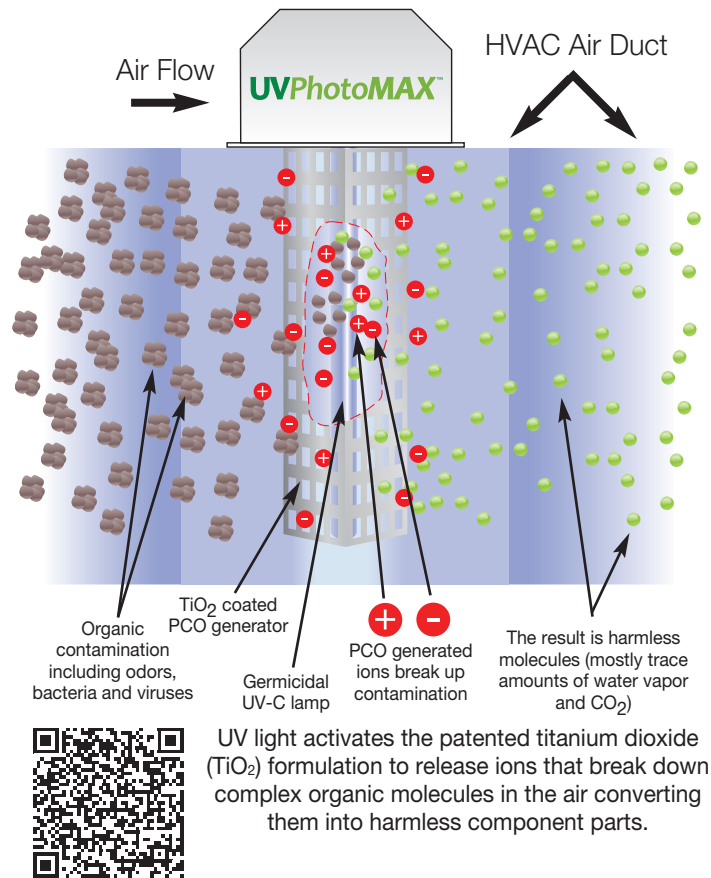 HVAC Air Duct
Air Flow
UVPhotoMAX™
TiO₂ coated
PCO generator
Organic
contamination
including odors,
bacteria and viruses
Germicidal
UV-C lamp
PCO generated
ions break up
contamination
The result is harmless
molecules (mostly trace
amounts of water vapor
and CO₂)
UV light activates the patented titanium dioxide
(TiO₂) formulation to release ions that break down
complex organic molecules in the air converting
them into harmless component parts.